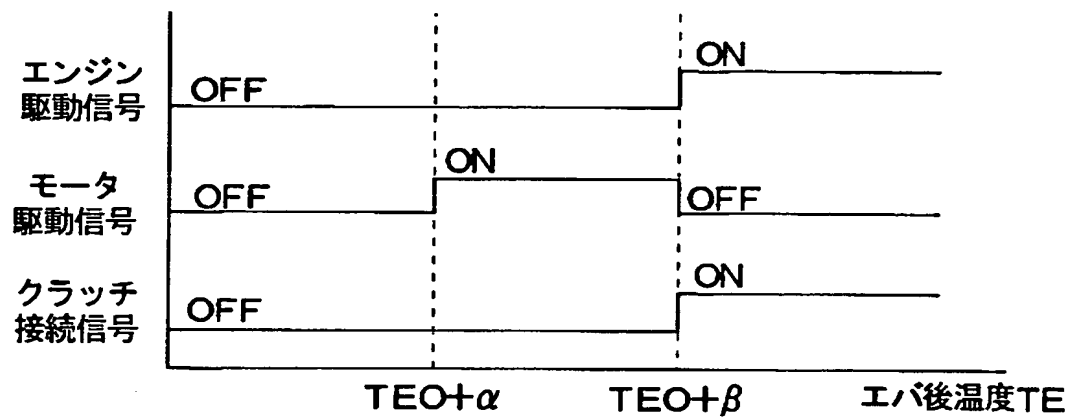 エンジン
駆動信号
OFF
ON
モータ
駆動信号
OFF
ON
OFF
クラッチ
接続信号
OFF
ON
TEO+α
TEO+β
エバ後温度TE